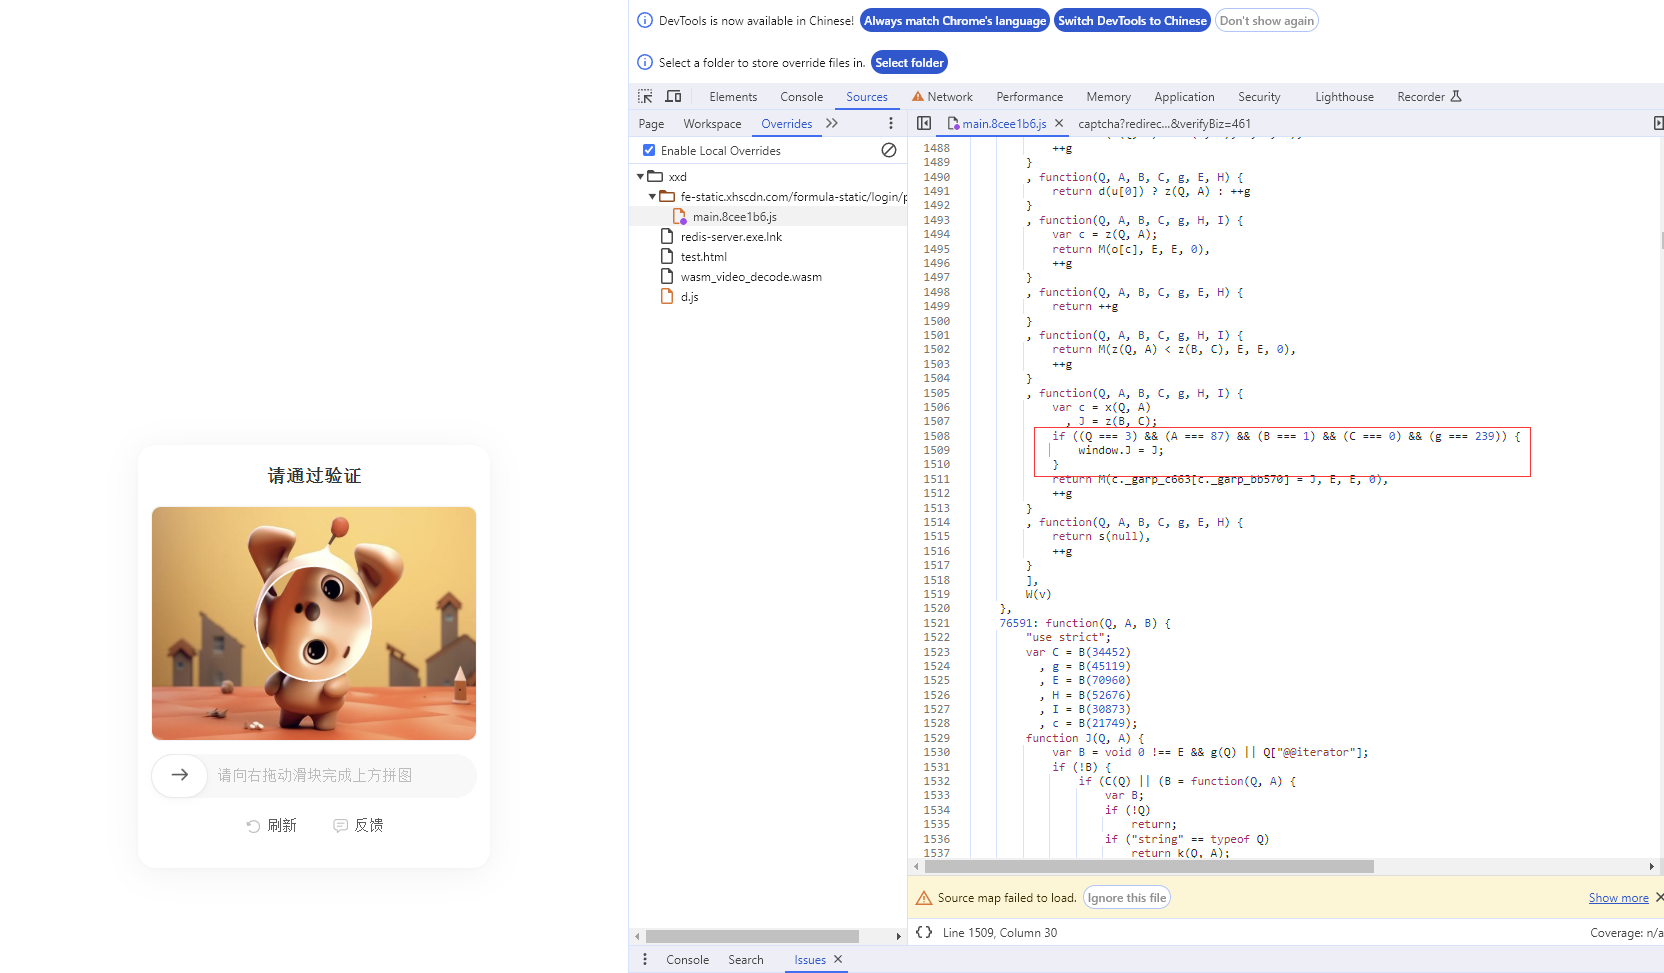 请通过验证
请向右拖动滑块完成上方拼图
刷新
反馈
DevTools is now available in Chinese! Always match Chrome's language Switch DevTools to Chinese Don't show again
Select a folder to store override files in. Select folder
Elements Console Sources Network Performance Memory Application Security Lighthouse Recorder
Page Workspace Overrides
Enable Local Overrides
xxd
fe-static.xhscdn.com/formula-static/login/p
main.8cee1b6.js
redis-server.exe.lnk
test.html
wasm_video_decode.wasm
d.js
main.8cee1b6.js captcha?redirec...&verifyBiz=461
1488 ++g
1489 }
1490 , function(Q, A, B, C, g, E, H) {
1491 return d(u[0]) ? z(Q, A) : ++g
1492 }
1493 , function(Q, A, B, C, g, H, I) {
1494 var c = z(Q, A);
1495 return M(o[c], E, E, 0),
1496 ++g
1497 }
1498 , function(Q, A, B, C, g, E, H) {
1499 return ++g
1500 }
1501 , function(Q, A, B, C, g, H, I) {
1502 return M(z(Q, A) < z(B, C), E, E, 0),
1503 ++g
1504 }
1505 , function(Q, A, B, C, g, H, I) {
1506 var c = x(Q, A)
1507 , J = z(B, C);
1508 if ((Q === 3) && (A === 87) && (B === 1) && (C === 0) && (g === 239)) {
1509 window.J = J;
1510 }
1511 return M(c._garp_c663[c._garp_bb570] = J, E, E, 0),
1512 ++g
1513 }
1514 , function(Q, A, B, C, g, E, H) {
1515 return s(null),
1516 ++g
1517 }
1518 ],
1519 W(v)
1520 },
1521 76591: function(Q, A, B) {
1522 "use strict";
1523 var C = B(34452)
1524 , g = B(45119)
1525 , E = B(70960)
1526 , H = B(52676)
1527 , I = B(30873)
1528 , c = B(21749);
1529 function J(Q, A) {
1530 var B = void 0 !== E && g(Q) || Q["@@iterator"];
1531 if (!B) {
1532 if (C(Q) || (B = function(Q, A) {
1533 var B;
1534 if (!Q)
1535 return;
1536 if ("string" == typeof Q)
1537 return k(Q, A);
Source map failed to load. Ignore this file Show more
{} Line 1509, Column 30 Coverage: n/a
Console Search Issues